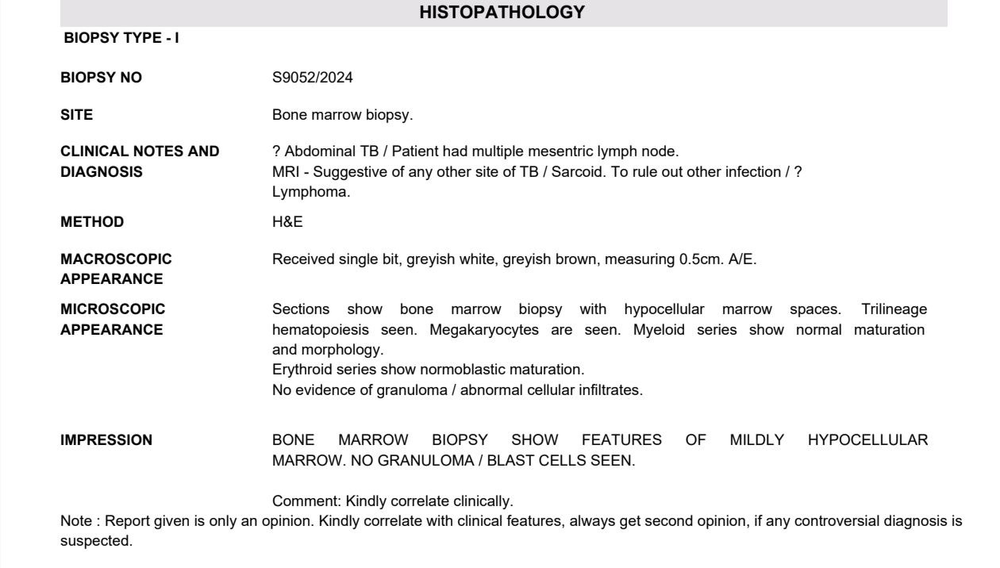 HISTOPATHOLOGY
BIOPSY TYPE - I
BIOPSY NO S9052/2024
SITE Bone marrow biopsy.
CLINICAL NOTES AND ? Abdominal TB / Patient had multiple mesentric lymph node.
DIAGNOSIS MRI - Suggestive of any other site of TB / Sarcoid. To rule out other infection / ?
Lymphoma.
METHOD H&E
MACROSCOPIC Received single bit, greyish white, greyish brown, measuring 0.5cm. A/E.
APPEARANCE
MICROSCOPIC Sections show bone marrow biopsy with hypocellular marrow spaces. Trilineage
APPEARANCE hematopoiesis seen. Megakaryocytes are seen. Myeloid series show normal maturation
and morphology.
Erythroid series show normoblastic maturation.
No evidence of granuloma / abnormal cellular infiltrates.
IMPRESSION BONE MARROW BIOPSY SHOW FEATURES OF MILDLY HYPOCELLULAR
MARROW. NO GRANULOMA / BLAST CELLS SEEN.
Comment: Kindly correlate clinically.
Note : Report given is only an opinion. Kindly correlate with clinical features, always get second opinion, if any controversial diagnosis is
suspected.